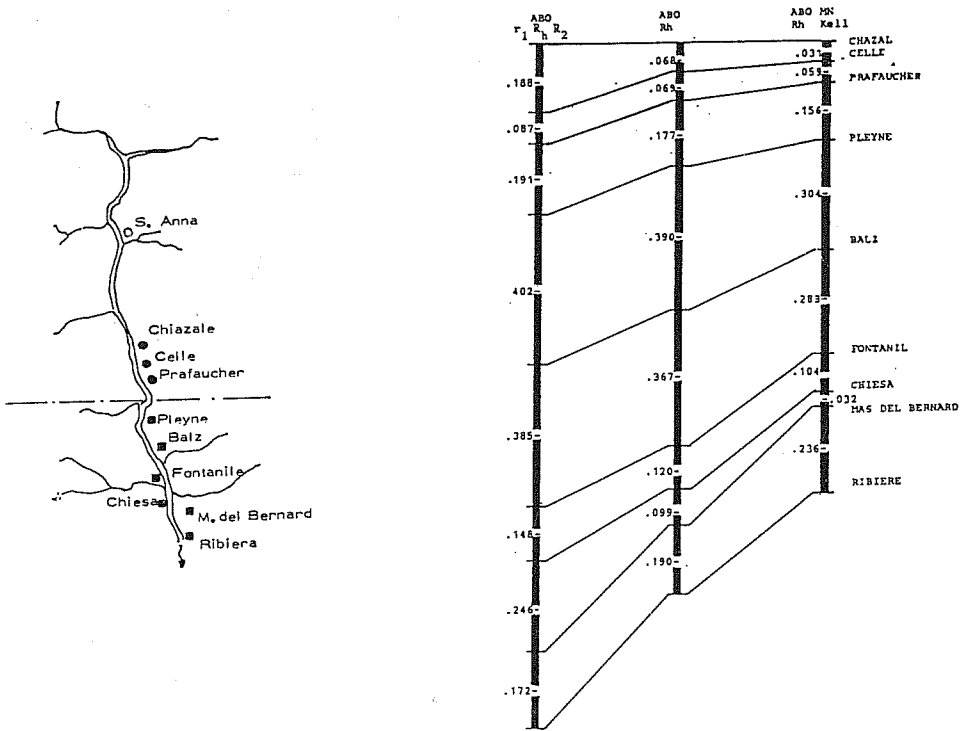 S. Anna
Chiazale
Celle
Prafaucher
Pleyne
Balz
Fontanile
Chiesa
M. del Bernard
Ribiera
ABO
r₁ Rₕ R₂
ABO
Rh
ABO MN
Rh Kell
CHAZAL
CELLE
PRAFAUCHER
PLEYNE
BALZ
FONTANIL
CHIESA
MAS DEL BERNARD
RIBIERE
.188-
.087-
.191-
402-
.385-
.148-
.246-
.172-
.068-
.069-
.177-
.390-
.367-
.120-
.099-
.190-
.031-
.059-
.156-
.304-
.283-
.104-
-.032
.236-